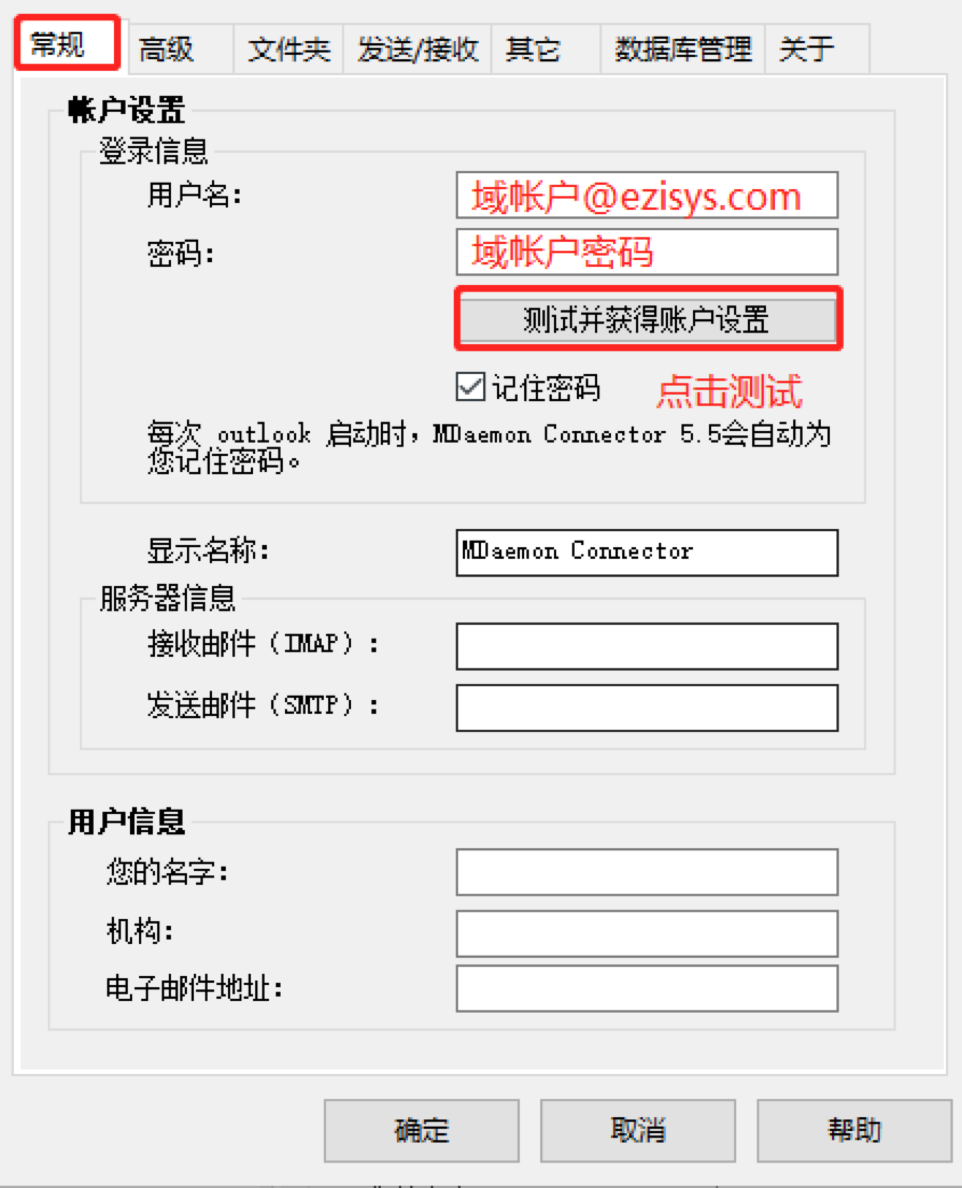 常规 高级 文件夹 发送/接收 其它 数据库管理 关于
帐户设置
登录信息
用户名: 域帐户@ezisys.com
密码: 域帐户密码
测试并获得账户设置
记住密码 点击测试
每次 outlook 启动时，MDaemon Connector 5.5会自动为
您记住密码。
显示名称: MDaemon Connector
服务器信息
接收邮件（IMAP）:
发送邮件（SMTP）:
用户信息
您的名字:
机构:
电子邮件地址:
确定 取消 帮助